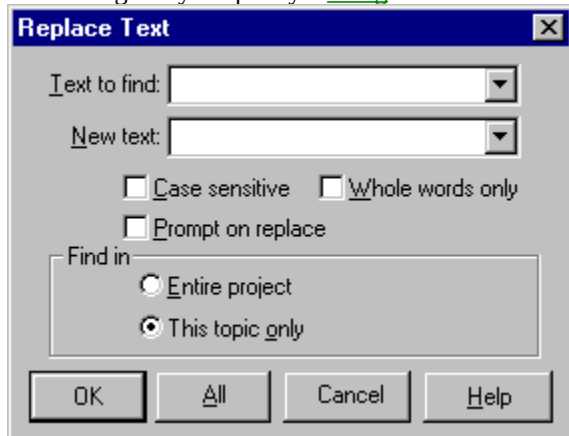 Replace Text
Text to find:
New text:
Case sensitive Whole words only
Prompt on replace
Find in
Entire project
This topic only
OK All Cancel Help